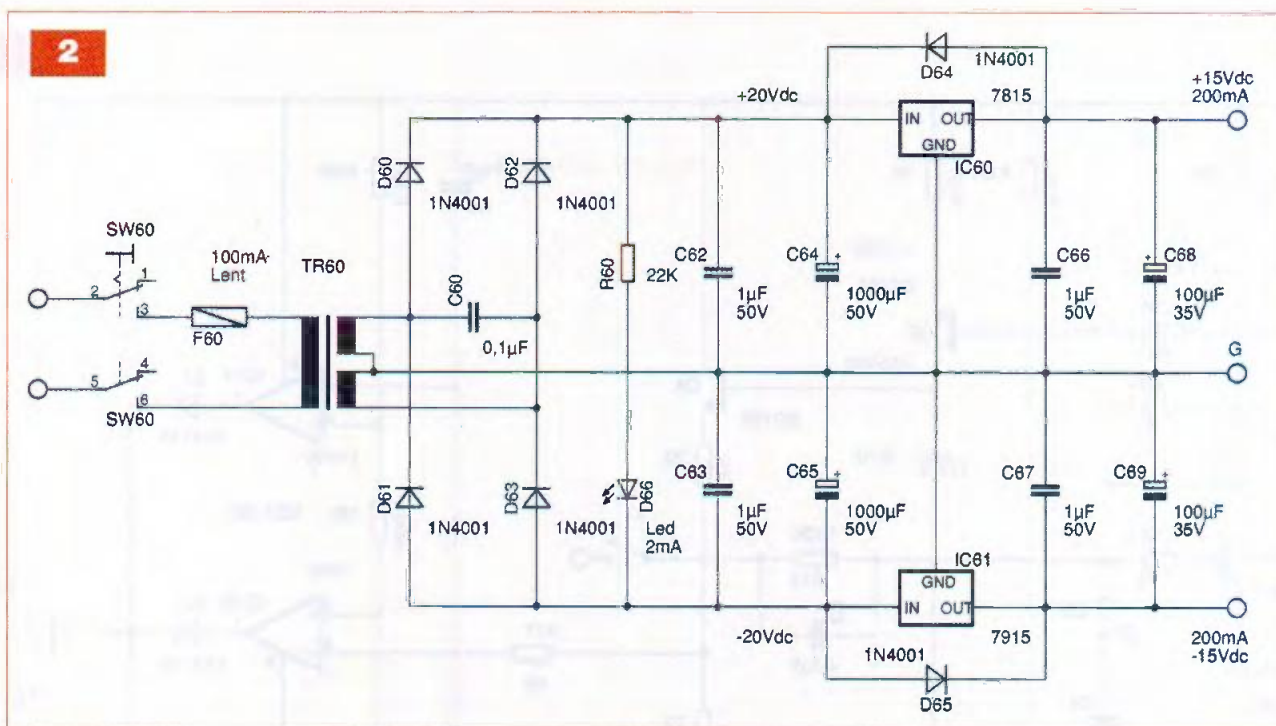 2
1N4001
D64
7815
+20Vdc
+15Vdc
200mA
IN OUT
GND
IC60
D60
D62
1N4001
1N4001
SW60
1
2
3
100mA
Lent
F60
TR60
C60
0,1µF
R60
22K
C62
1µF
50V
C64
+
1000µF
50V
C66
1µF
50V
C68
+
100µF
35V
G
4
5
6
SW60
D61
1N4001
D63
1N4001
D66
Led
2mA
C63
1µF
50V
C65
+
1000µF
50V
C67
1µF
50V
C69
+
100µF
35V
IC61
GND
IN OUT
-20Vdc
7915
200mA
-15Vdc
1N4001
D65